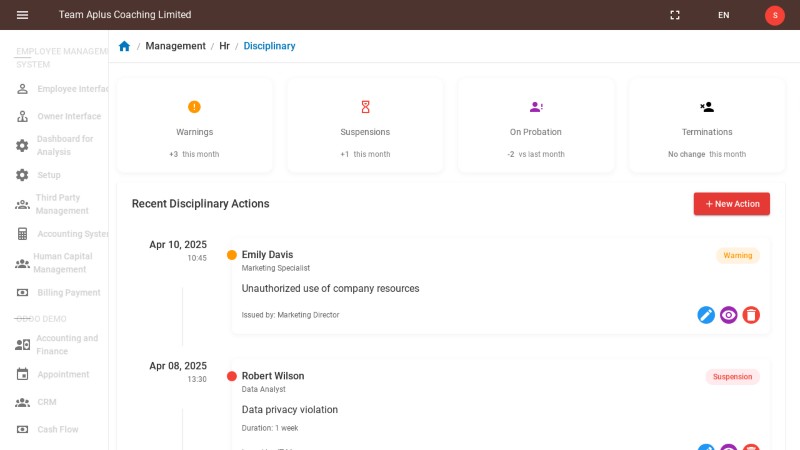 Team Aplus Coaching Limited
EN
S
EMPLOYEE MANAGEM
SYSTEM
Employee Interfac
Owner Interface
Dashboard for
Analysis
Setup
Third Party
Management
Accounting System
Human Capital
Management
Billing Payment
DEMO
Accounting and
Finance
Appointment
CRM
Cash Flow
/ Management / Hr / Disciplinary
Warnings
+3 this month
Suspensions
+1 this month
On Probation
-2 vs last month
Terminations
No change this month
Recent Disciplinary Actions
+ New Action
Apr 10, 2025
10:45
Emily Davis
Warning
Marketing Specialist
Unauthorized use of company resources
Issued by: Marketing Director
Apr 08, 2025
13:30
Robert Wilson
Suspension
Data Analyst
Data privacy violation
Duration: 1 week